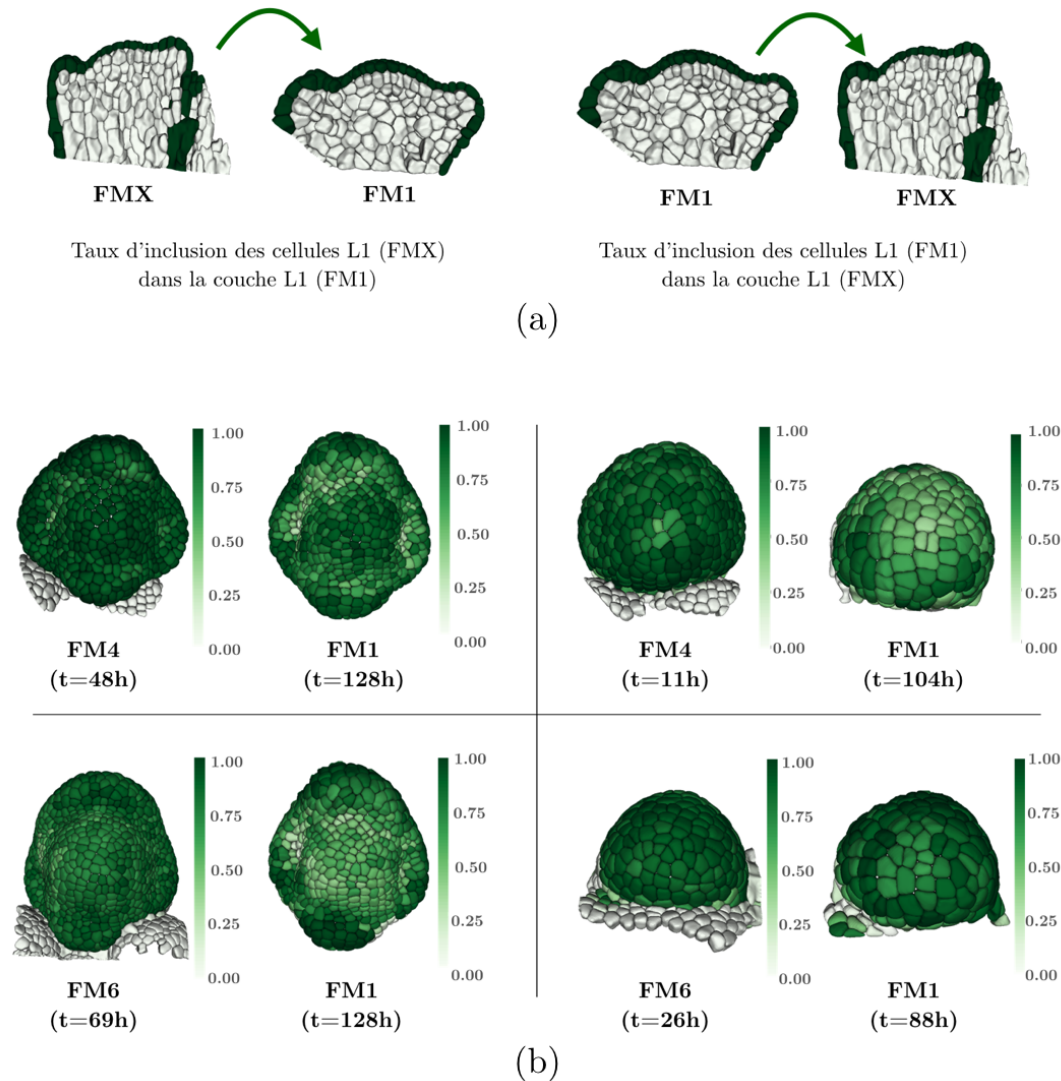 FMX
FM1
FM1
FMX
Taux d'inclusion des cellules L1 (FMX)
dans la couche L1 (FM1)
Taux d'inclusion des cellules L1 (FM1)
dans la couche L1 (FMX)
(a)
1.00
0.75
0.50
0.25
0.00
FM4
(t=48h)
1.00
0.75
0.50
0.25
0.00
FM1
(t=128h)
1.00
0.75
0.50
0.25
0.00
FM4
(t=11h)
1.00
0.75
0.50
0.25
0.00
FM1
(t=104h)
1.00
0.75
0.50
0.25
0.00
FM6
(t=69h)
1.00
0.75
0.50
0.25
0.00
FM1
(t=128h)
1.00
0.75
0.50
0.25
0.00
FM6
(t=26h)
1.00
0.75
0.50
0.25
0.00
FM1
(t=88h)
(b)